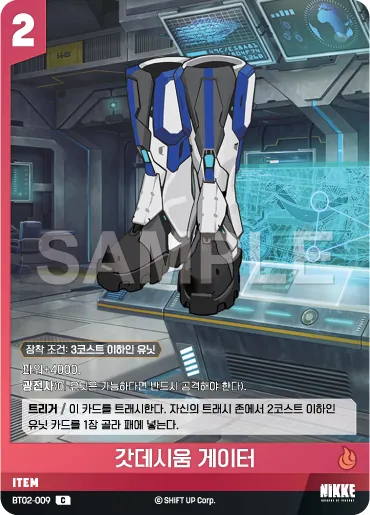 2
SAMPLE
장착 조건: 3코스트 이하인 유닛
파워+4000.
광전사(이 유닛은 가능하다면 반드시 공격해야 한다).
트리거 / 이 카드를 트래시한다. 자신의 트래시 존에서 2코스트 이하인
유닛 카드를 1장 골라 패에 넣는다.
갓데시움 게이터
ITEM
BT02-009 C
© SHIFT UP Corp.
NIKKE